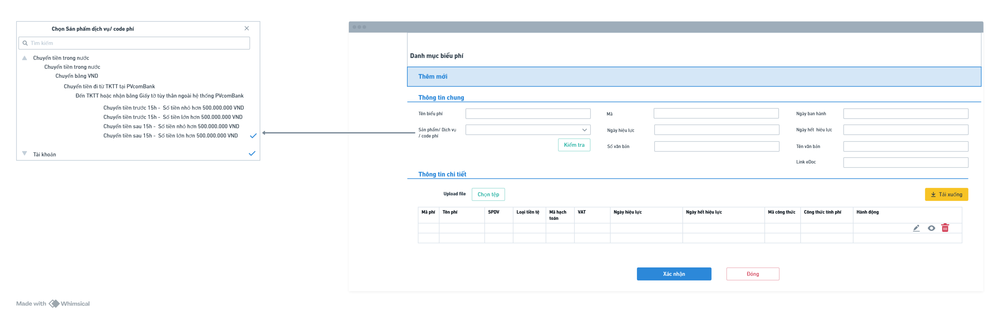 Chọn Sản phẩm dịch vụ/ code phí
Tìm kiếm
Chuyển tiền trong nước
Chuyển tiền trong nước
Chuyển bằng VND
Chuyển tiền đi từ TKTT tại PVcomBank
Đến TKTT hoặc nhận bằng Giấy tờ tùy thân ngoài hệ thống PVcomBank
Chuyển tiền trước 15h - Số tiền nhỏ hơn 500.000.000 VND
Chuyển tiền trước 15h - Số tiền lớn hơn 500.000.000 VND
Chuyển tiền sau 15h - Số tiền nhỏ hơn 500.000.000 VND
Chuyển tiền sau 15h - Số tiền lớn hơn 500.000.000 VND
Tài khoản
Danh mục biểu phí
Thêm mới
Thông tin chung
Tên biểu phí
Mã
Ngày ban hành
Sản phẩm/ Dịch vụ
/ code phí
Ngày hiệu lực
Ngày hết hiệu lực
Kiểm tra
Số văn bản
Tên văn bản
Link eDoc
Thông tin chi tiết
Upload file
Chọn tệp
Tải xuống
Mã phí
Tên phí
SPDV
Loại tiền tệ
Mã hạch
toán
VAT
Ngày hiệu lực
Ngày hết hiệu lực
Mã công thức
Công thức tính phí
Hành động
Xác nhận
Đóng
Made with Whimsical